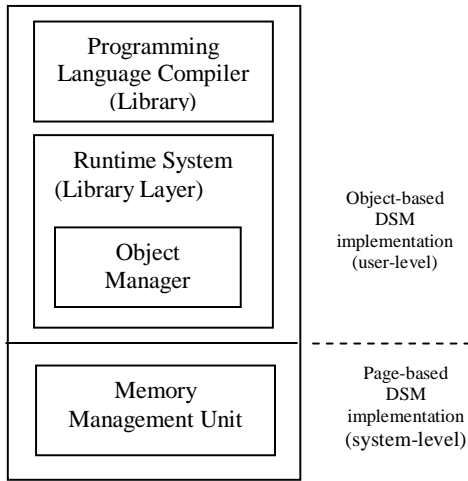 Programming
Language Compiler
(Library)
Runtime System
(Library Layer)
Object
Manager
Object-based
DSM
implementation
(user-level)
Memory
Management Unit
Page-based
DSM
implementation
(system-level)